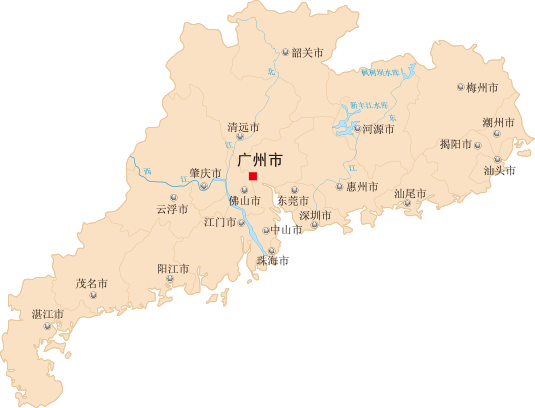 韶关市
枫树坝水库
梅州市
新丰江水库
北
东
潮州市
清远市
河源市
江
揭阳市
广州市
汕头市
西
江
肇庆市
江
惠州市
佛山市
东莞市
汕尾市
云浮市
深圳市
江门市
中山市
珠海市
阳江市
茂名市
湛江市